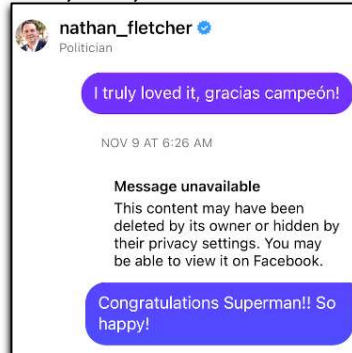 nathan_fletcher
Politician
I truly loved it, gracias campeón!
NOV 9 AT 6:26 AM
Message unavailable
This content may have been
deleted by its owner or hidden by
their privacy settings. You may
be able to view it on Facebook.
Congratulations Superman!! So
happy!